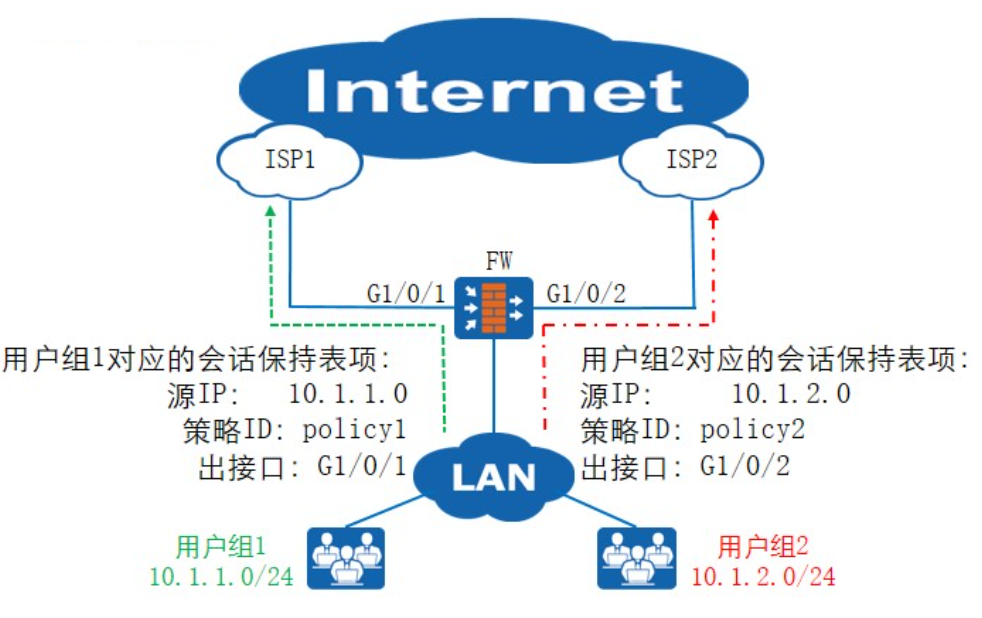 Internet
ISP1
ISP2
FW
G1/0/1
G1/0/2
用户组1对应的会话保持表项:
源IP: 10.1.1.0
策略ID: policy1
出接口: G1/0/1
用户组2对应的会话保持表项:
源IP: 10.1.2.0
策略ID: policy2
出接口: G1/0/2
LAN
用户组1
10.1.1.0/24
用户组2
10.1.2.0/24